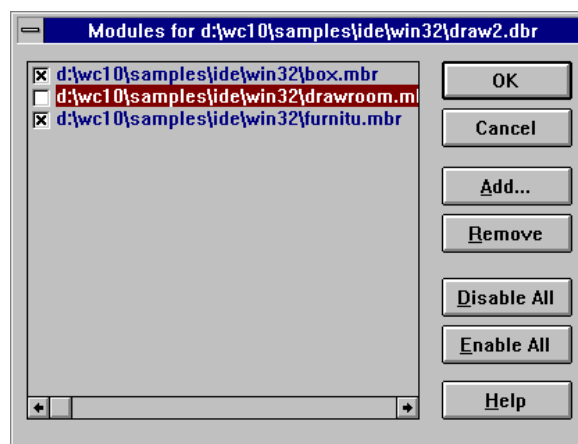 Modules for d:\wc10\samples\ide\win32\draw2.dbr
d:\wc10\samples\ide\win32\box.mbr
d:\wc10\samples\ide\win32\drawroom.m
d:\wc10\samples\ide\win32\furnitu.mbr
OK
Cancel
Add...
Remove
Disable All
Enable All
Help